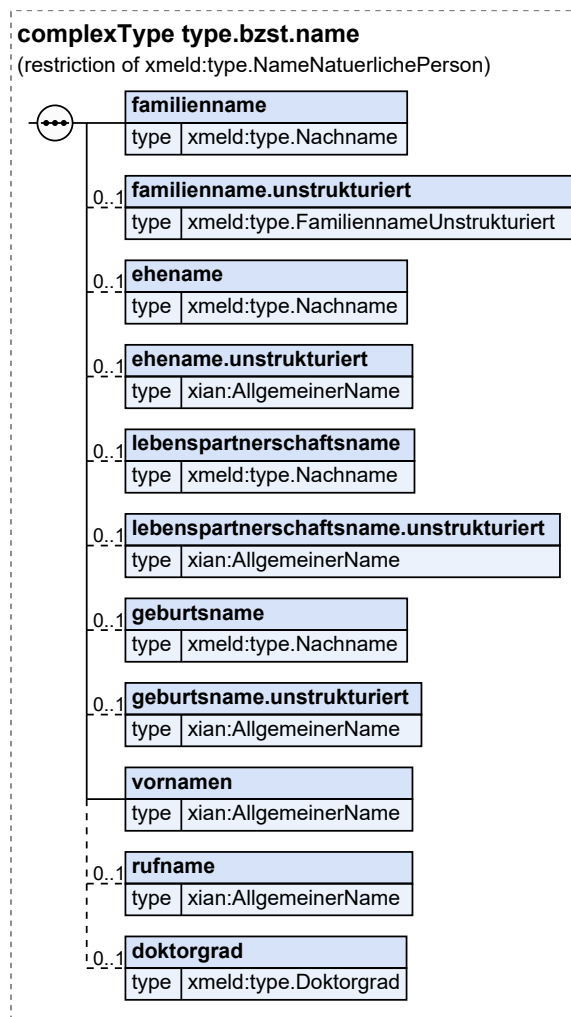 complexType type.bzst.name
(restriction of xmeld:type.NameNatuerlichePerson)
familienname
type xmeld:type.Nachname
0..1 familienname.unstrukturiert
type xmeld:type.FamiliennameUnstrukturiert
0..1 ehename
type xmeld:type.Nachname
0..1 ehename.unstrukturiert
type xian:AllgemeinerName
0..1 lebenspartnerschaftsname
type xmeld:type.Nachname
0..1 lebenspartnerschaftsname.unstrukturiert
type xian:AllgemeinerName
0..1 geburtsname
type xmeld:type.Nachname
0..1 geburtsname.unstrukturiert
type xian:AllgemeinerName
vornamen
type xian:AllgemeinerName
0..1 rufname
type xian:AllgemeinerName
0..1 doktorgrad
type xmeld:type.Doktorgrad